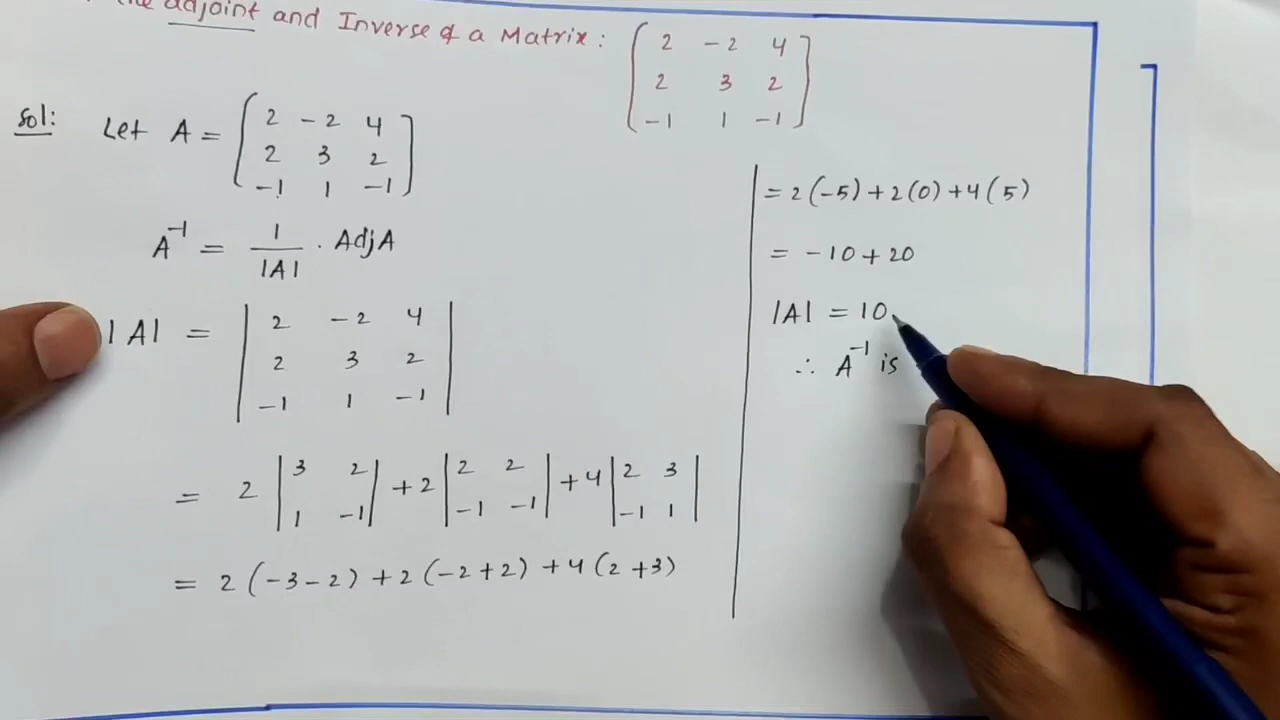 the adjoint and Inverse of a Matrix: [2 -2 4
2 3 2
-1 1 -1]
Sol: Let A = [2 -2 4
2 3 2
-1 1 -1]
A⁻¹ = 1/|A| . Adj A
|A| = |2 -2 4
2 3 2
-1 1 -1|
= 2 |3 2
1 -1| +2 |2 2
-1 -1| +4 |2 3
-1 1|
= 2 (-3-2) +2 (-2+2) +4 (2+3)
= 2(-5) +2(0) +4(5)
= -10+20
|A| = 10
∴ A⁻¹ is